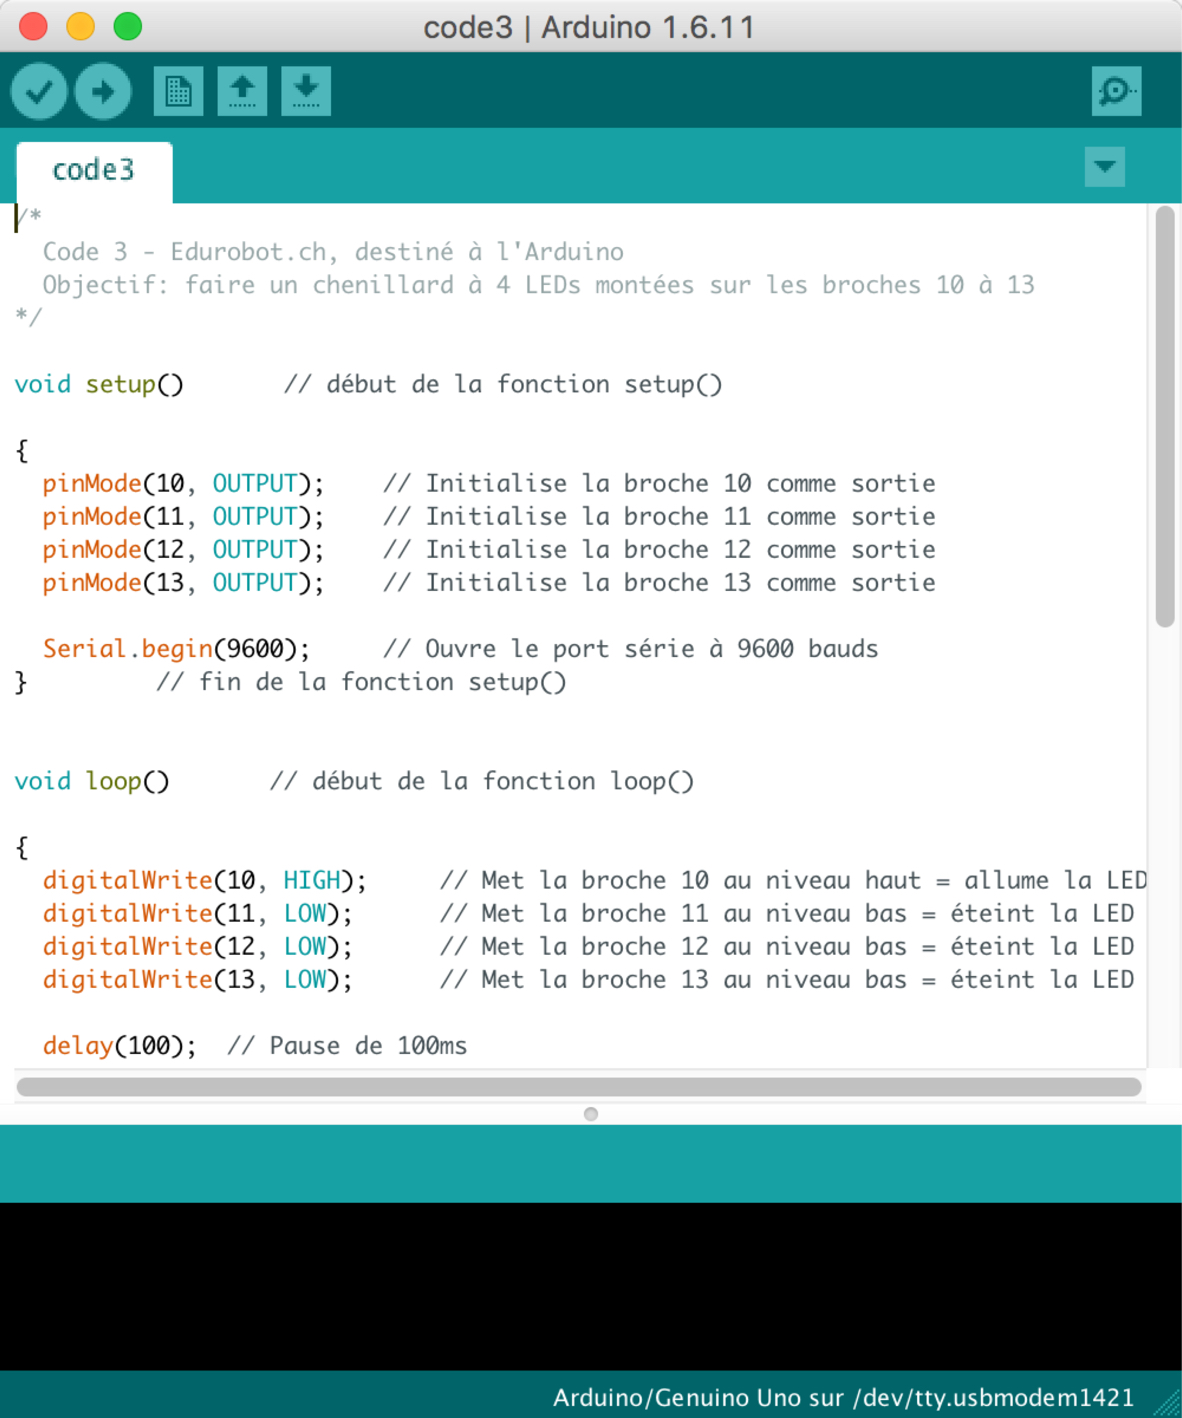 code3 | Arduino 1.6.11
code3
/*
Code 3 - Edurobot.ch, destiné à l'Arduino
Objectif: faire un chenillard à 4 LEDs montées sur les broches 10 à 13
*/
void setup() // début de la fonction setup()
{
pinMode(10, OUTPUT); // Initialise la broche 10 comme sortie
pinMode(11, OUTPUT); // Initialise la broche 11 comme sortie
pinMode(12, OUTPUT); // Initialise la broche 12 comme sortie
pinMode(13, OUTPUT); // Initialise la broche 13 comme sortie
Serial.begin(9600); // Ouvre le port série à 9600 bauds
} // fin de la fonction setup()
void loop() // début de la fonction loop()
{
digitalWrite(10, HIGH); // Met la broche 10 au niveau haut = allume la LED
digitalWrite(11, LOW); // Met la broche 11 au niveau bas = éteint la LED
digitalWrite(12, LOW); // Met la broche 12 au niveau bas = éteint la LED
digitalWrite(13, LOW); // Met la broche 13 au niveau bas = éteint la LED
delay(100); // Pause de 100ms
Arduino/Genuino Uno sur /dev/tty.usbmodem1421